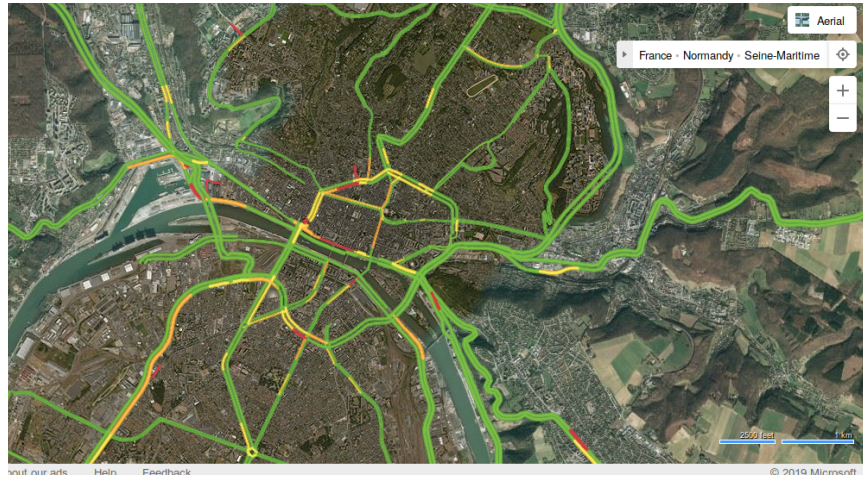 Aerial
France • Normandy • Seine-Maritime
2500 feet 1 km
out our ads Help Feedback © 2019 Microsoft